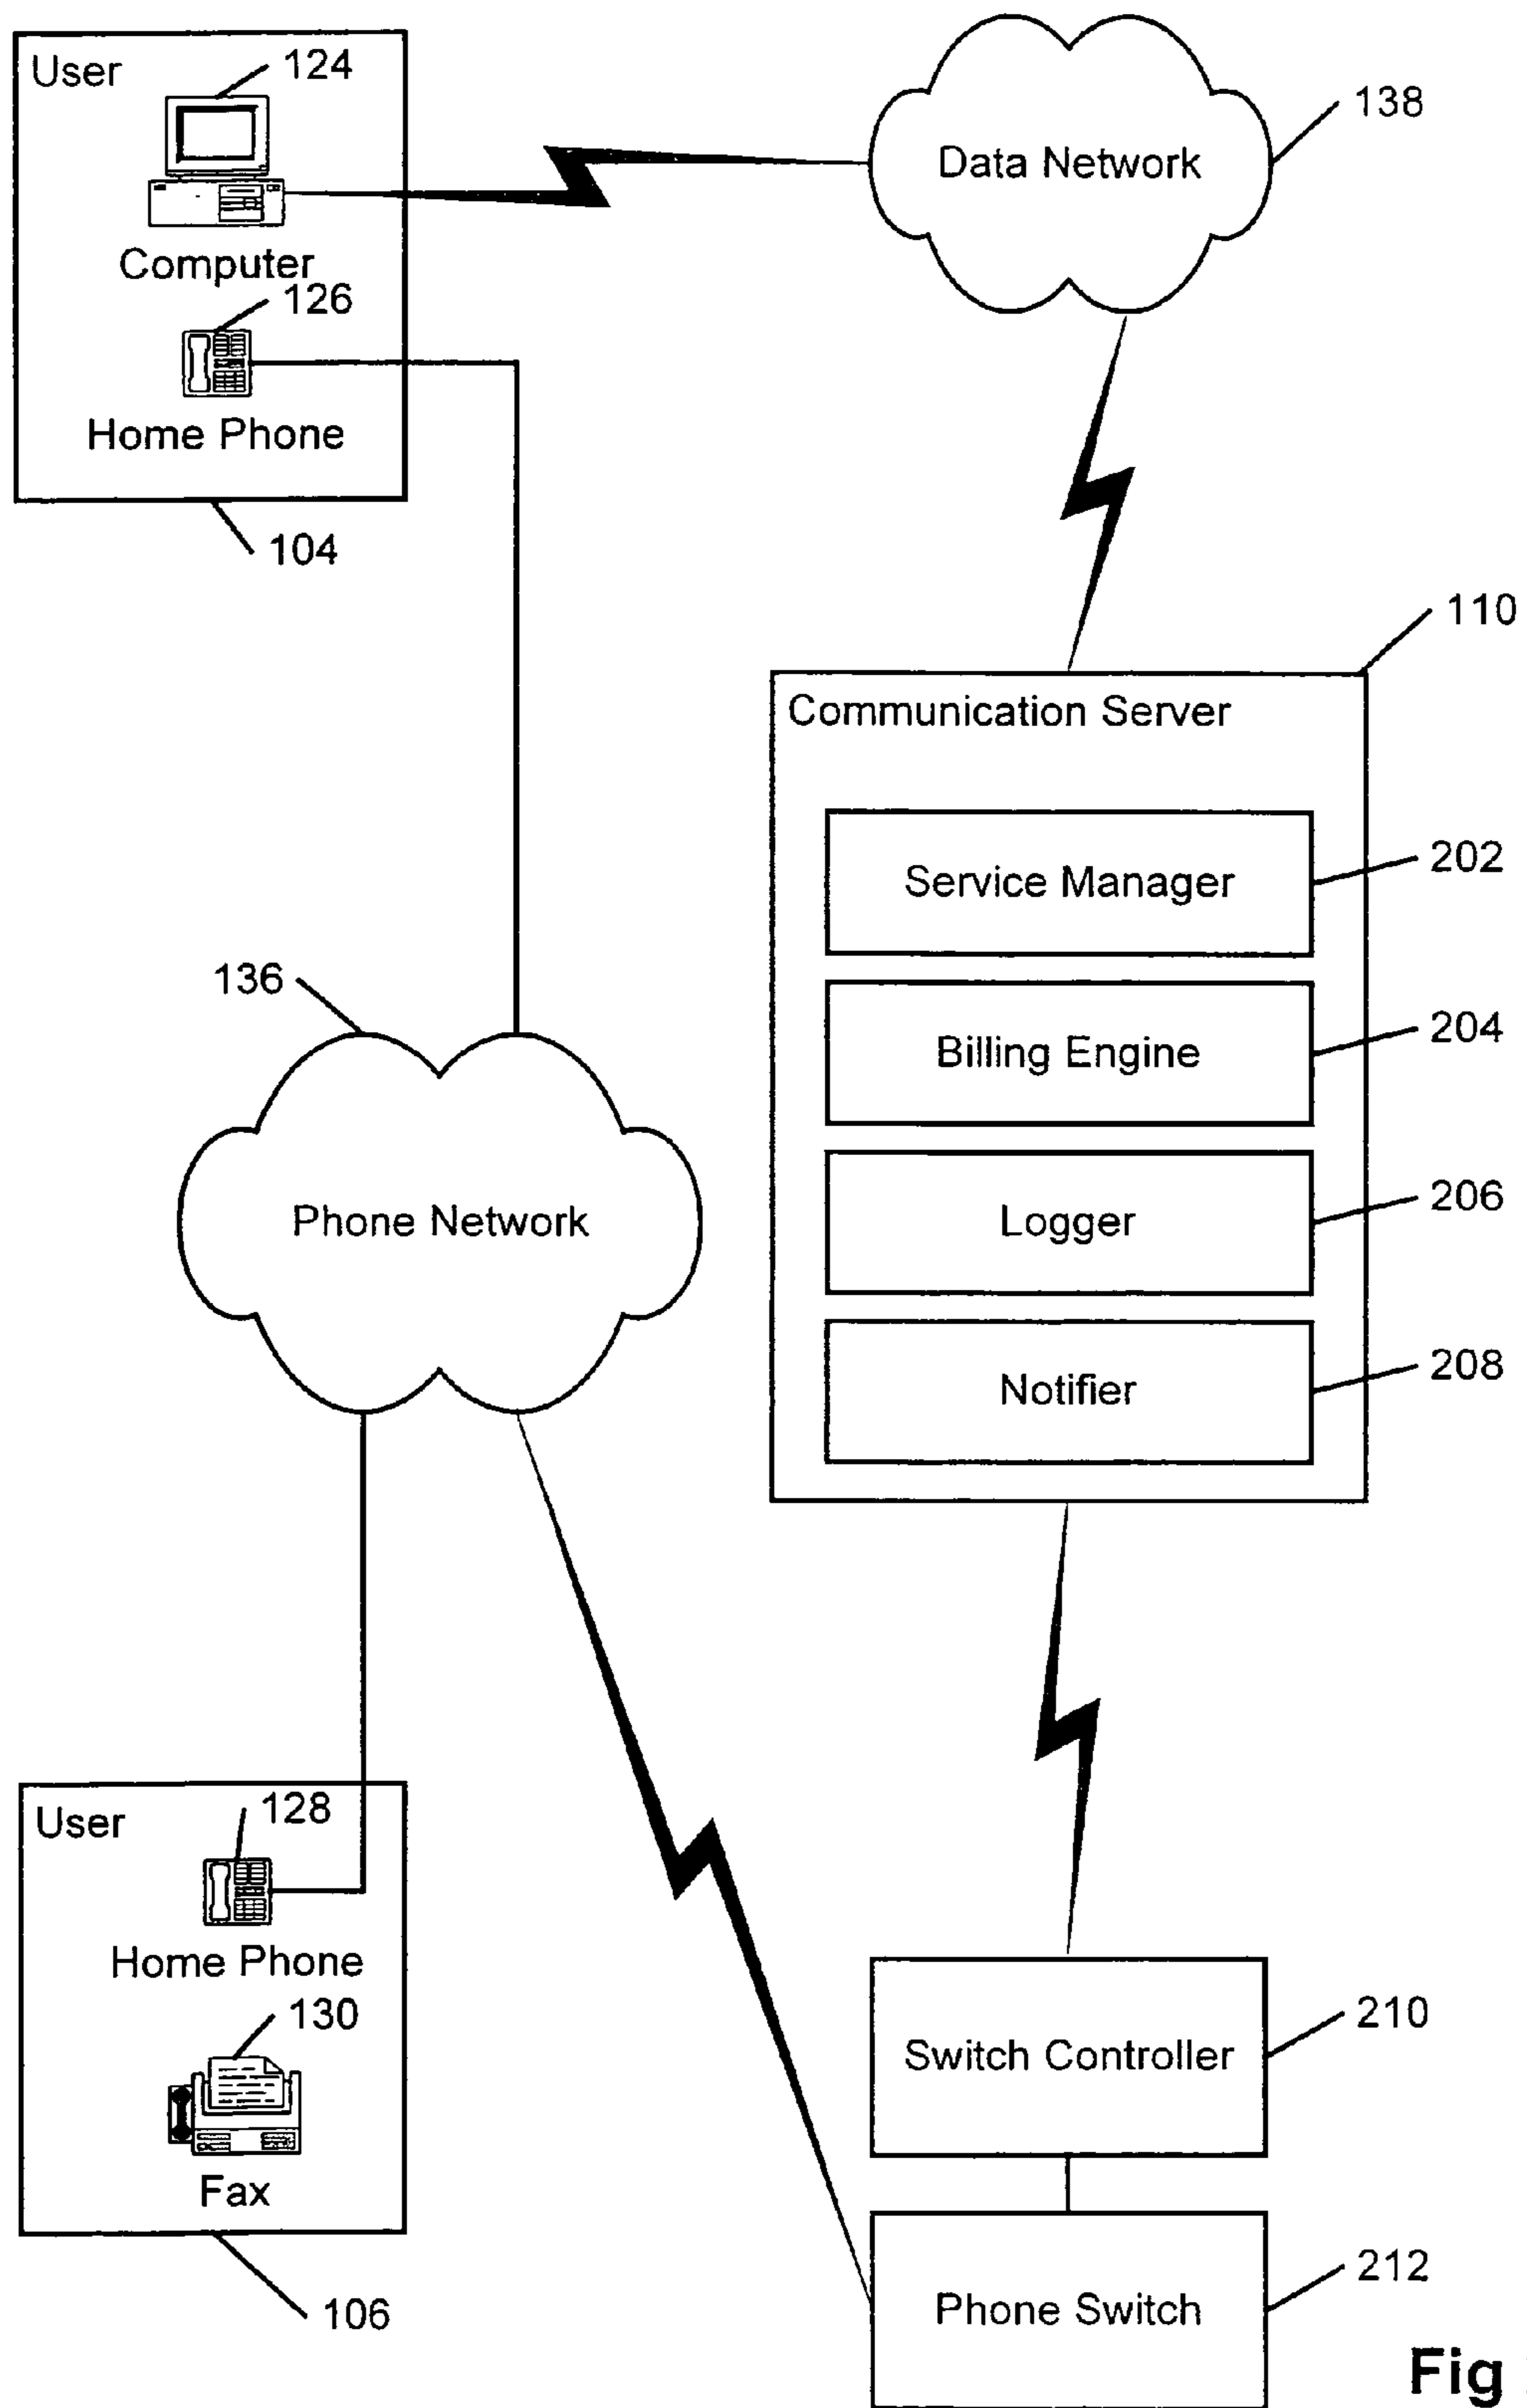 User
124
Computer
126
Home Phone
104
Data Network
138
110
Communication Server
Service Manager
202
Billing Engine
204
Logger
206
Notifier
208
136
Phone Network
User
128
Home Phone
130
Fax
106
Switch Controller
210
Phone Switch
212
Fig